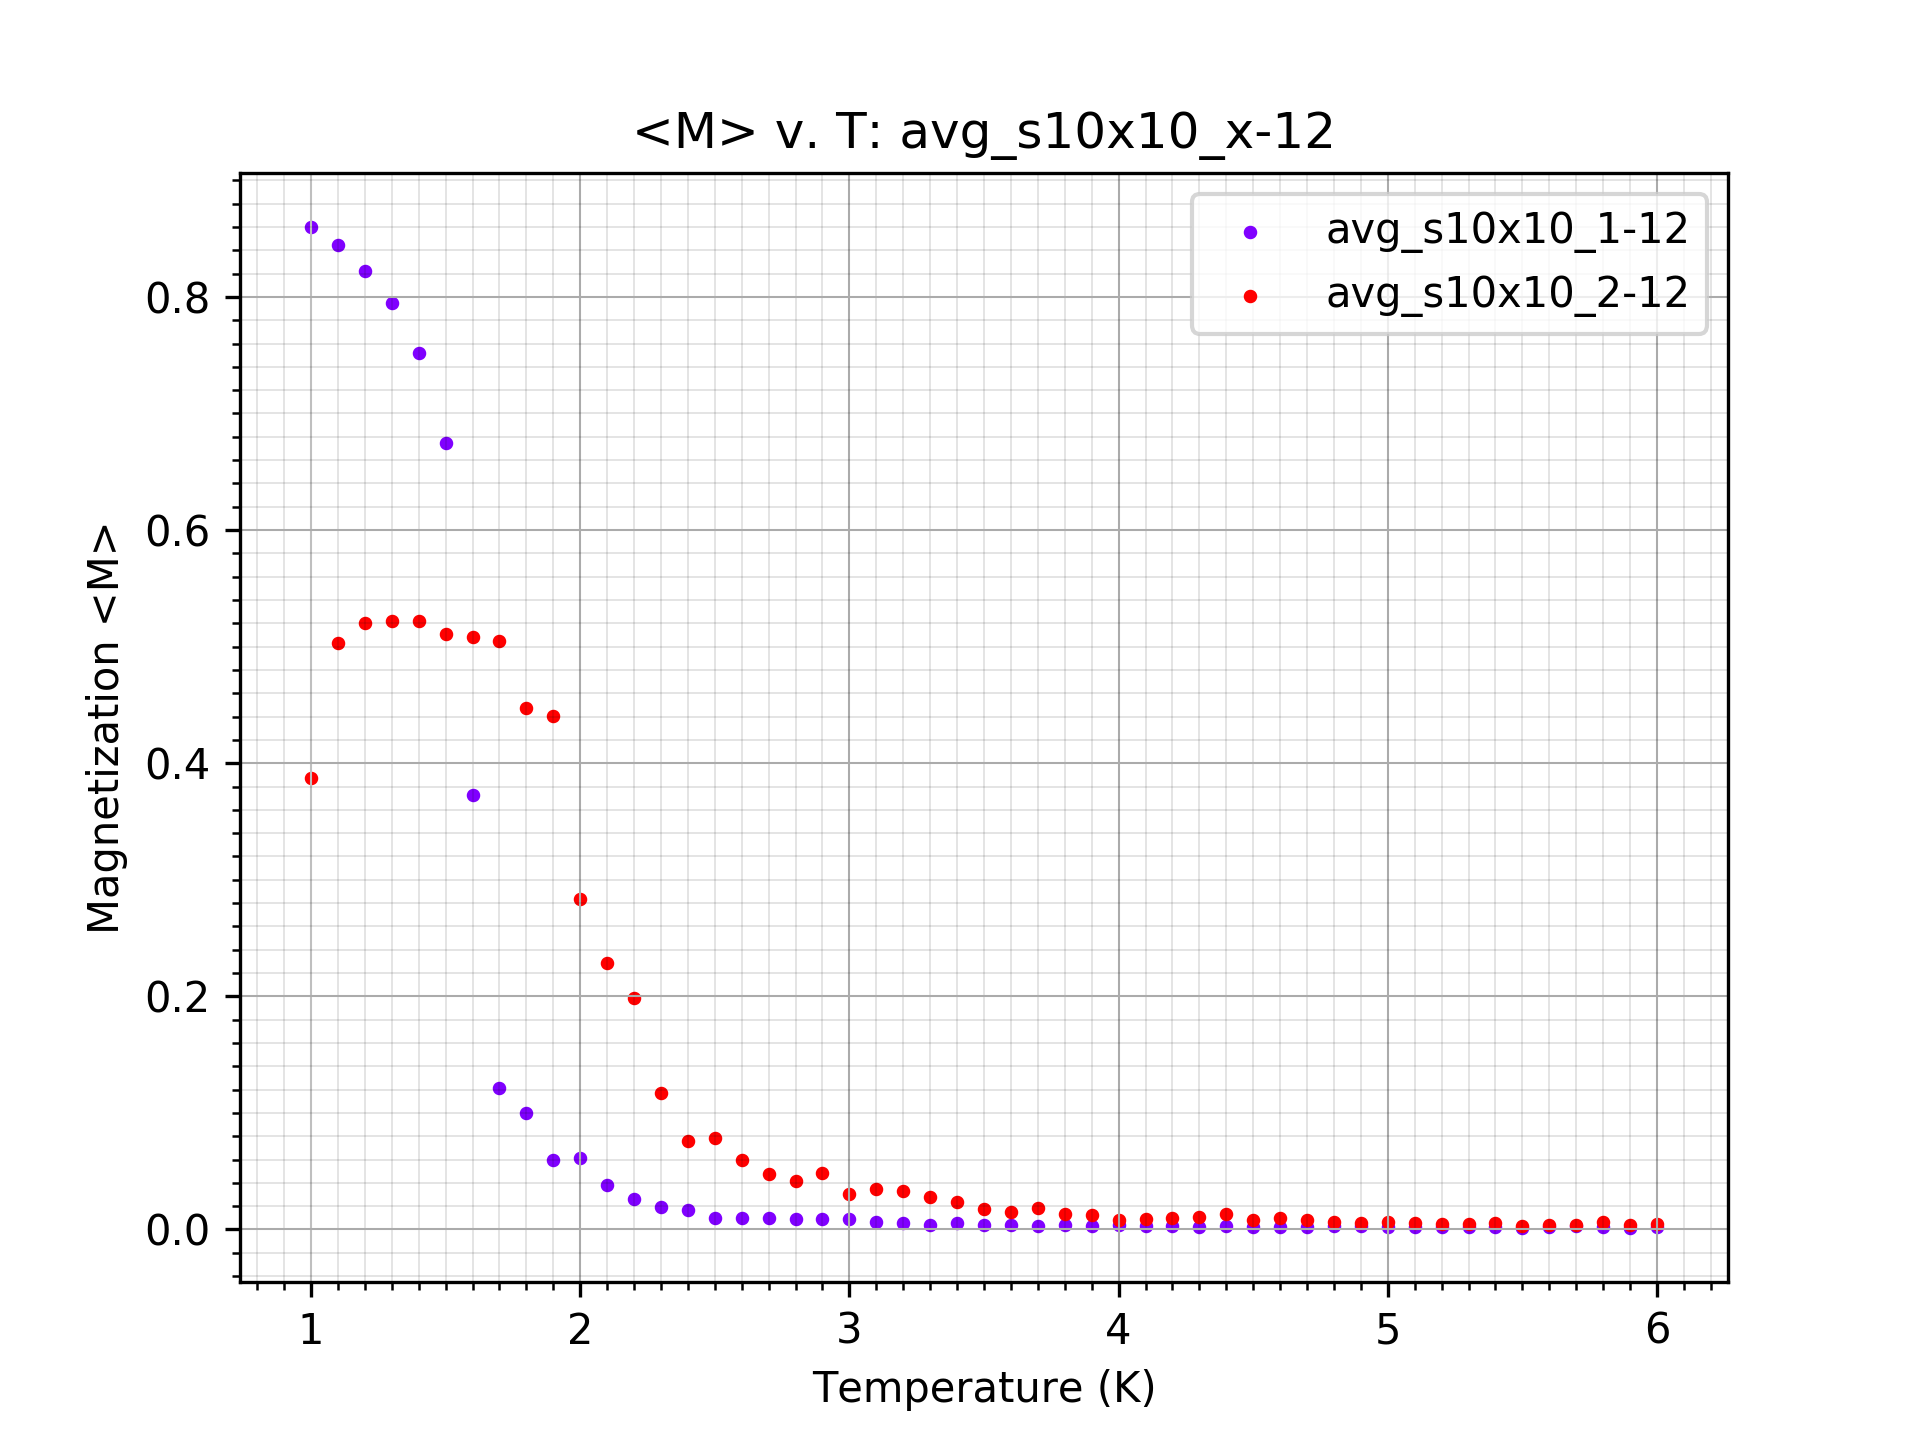 <M> v. T: avg_s10x10_x-12
avg_s10x10_1-12
avg_s10x10_2-12
Magnetization <M>
0.8
0.6
0.4
0.2
0.0
1 2 3 4 5 6
Temperature (K)